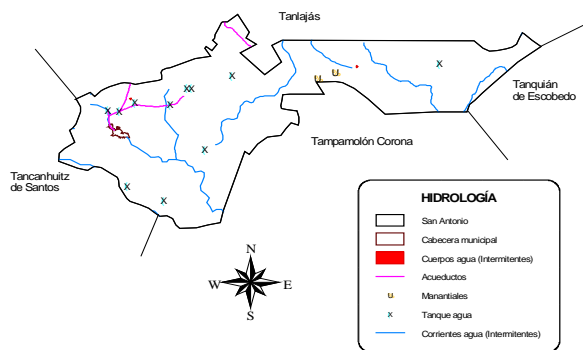 Tanlajás
Tanquián
de Escobedo
Tampamolón Corona
Tancanhuitz
de Santos
N
W
E
S
HIDROLOGÍA
San Antonio
Cabecera municipal
Cuerpos agua (Intermitentes)
Acueductos
Manantiales
Tanque agua
Corrientes agua (Intermitentes)